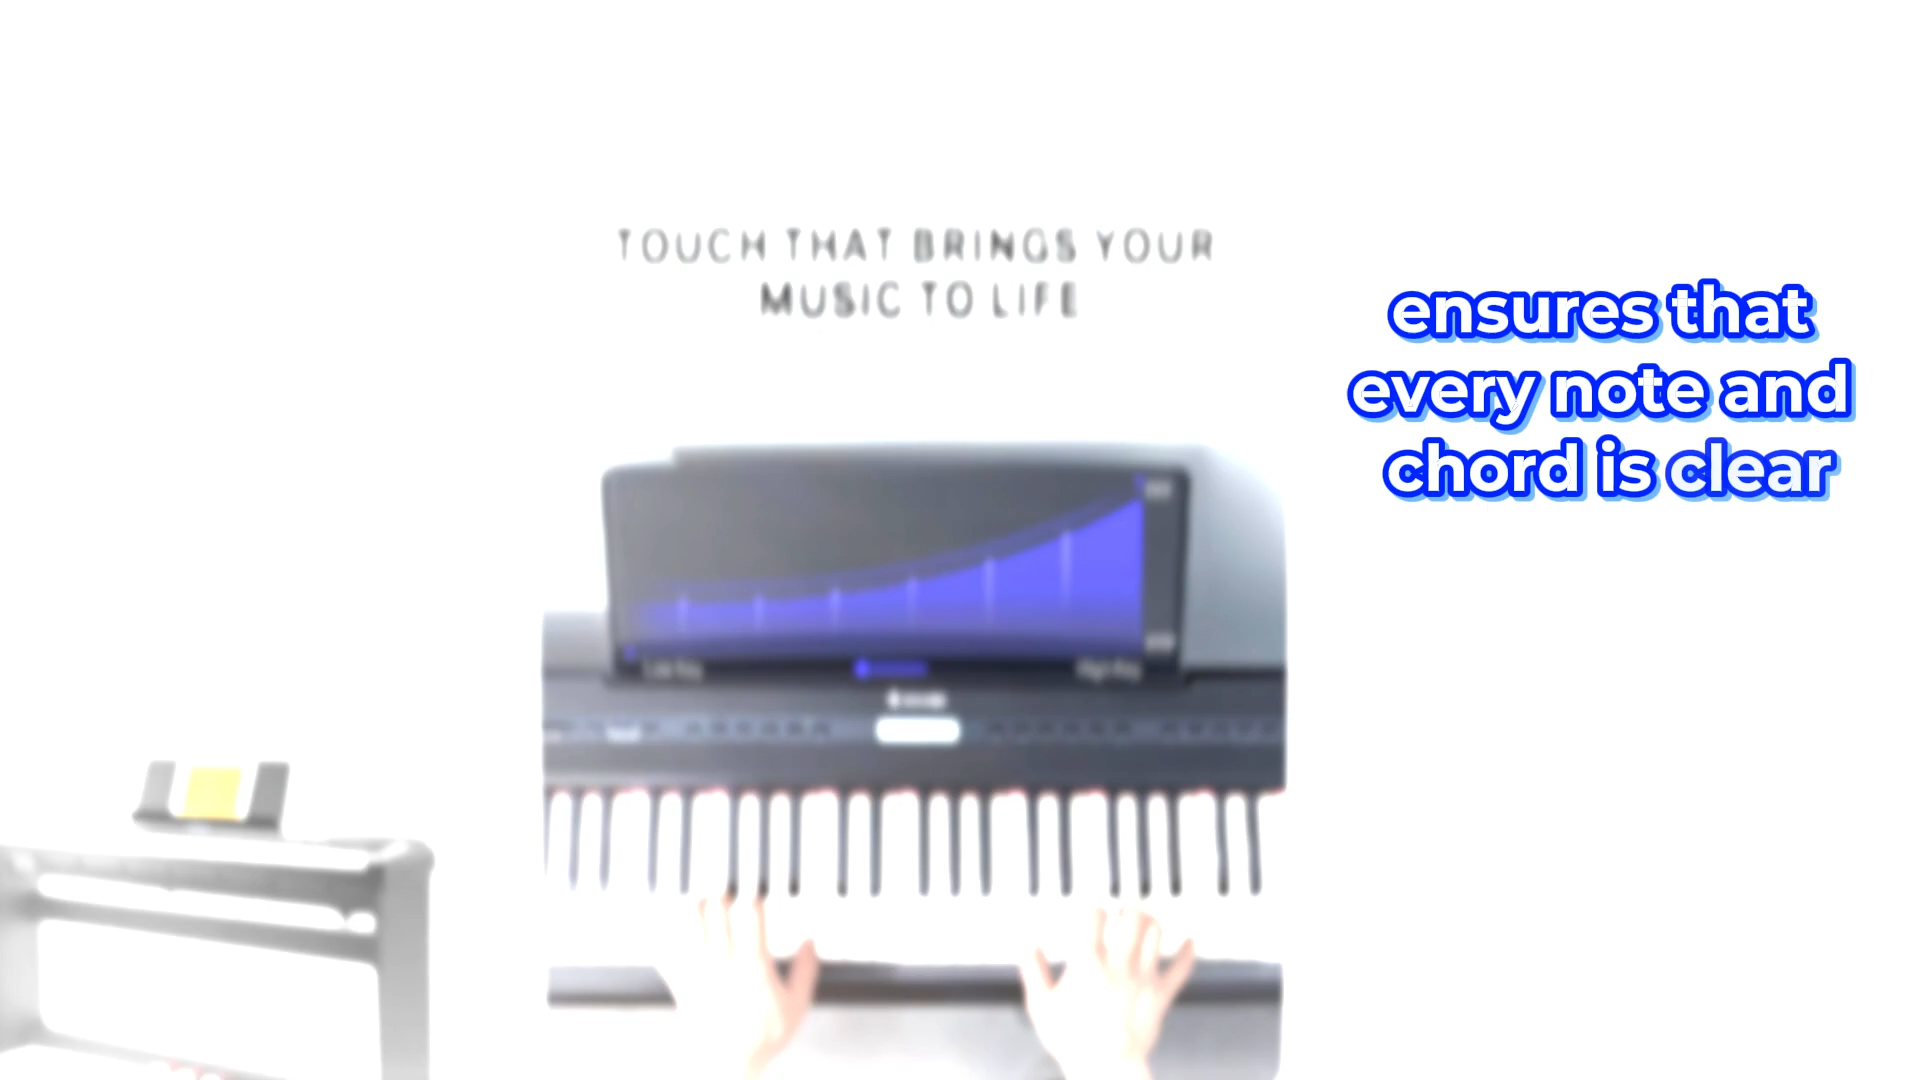 TOUCH THAT BRINGS YOUR
MUSIC TO LIFE
ensures that
every note and
chord is clear